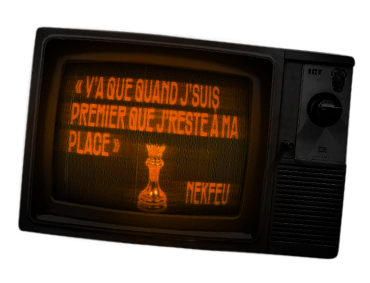 « Y'A QUE QUAND J'SUIS
PREMIER QUE J'RESTE À MA
PLACE »
NEKFEU